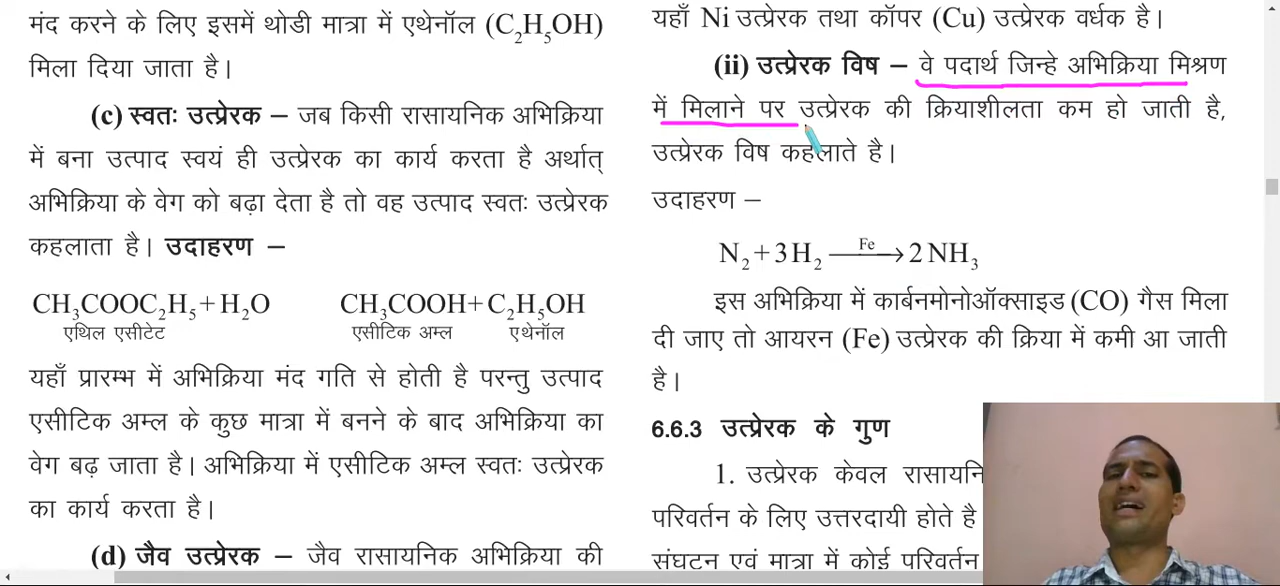 मंद करने के लिए इसमें थोडी मात्रा में एथेनॉल (C₂H₅OH)
मिला दिया जाता है।
(c) स्वतः उत्प्रेरक – जब किसी रासायनिक अभिक्रिया
में बना उत्पाद स्वयं ही उत्प्रेरक का कार्य करता है अर्थात्
अभिक्रिया के वेग को बढ़ा देता है तो वह उत्पाद स्वतः उत्प्रेरक
कहलाता है। उदाहरण –
CH₃COOC₂H₅+H₂O CH₃COOH+C₂H₅OH
एथिल एसीटेट एसीटिक अम्ल एथेनॉल
यहाँ प्रारम्भ में अभिक्रिया मंद गति से होती है परन्तु उत्पाद
एसीटिक अम्ल के कुछ मात्रा में बनने के बाद अभिक्रिया का
वेग बढ़ जाता है। अभिक्रिया में एसीटिक अम्ल स्वतः उत्प्रेरक
का कार्य करता है।
(d) जैव उत्प्रेरक – जैव रासायनिक अभिक्रिया की
यहाँ Ni उत्प्रेरक तथा कॉपर (Cu) उत्प्रेरक वर्धक है।
(ii) उत्प्रेरक विष – वे पदार्थ जिन्हे अभिक्रिया मिश्रण
में मिलाने पर उत्प्रेरक की क्रियाशीलता कम हो जाती है,
उत्प्रेरक विष कहलाते है।
उदाहरण –
N₂+3H₂ —Fe→ 2NH₃
इस अभिक्रिया में कार्बनमोनोऑक्साइड (CO) गैस मिला
दी जाए तो आयरन (Fe) उत्प्रेरक की क्रिया में कमी आ जाती
है।
6.6.3 उत्प्रेरक के गुण
1. उत्प्रेरक केवल रासायनि
परिवर्तन के लिए उत्तरदायी होते है
संघटन एवं मात्रा में कोई परिवर्तन